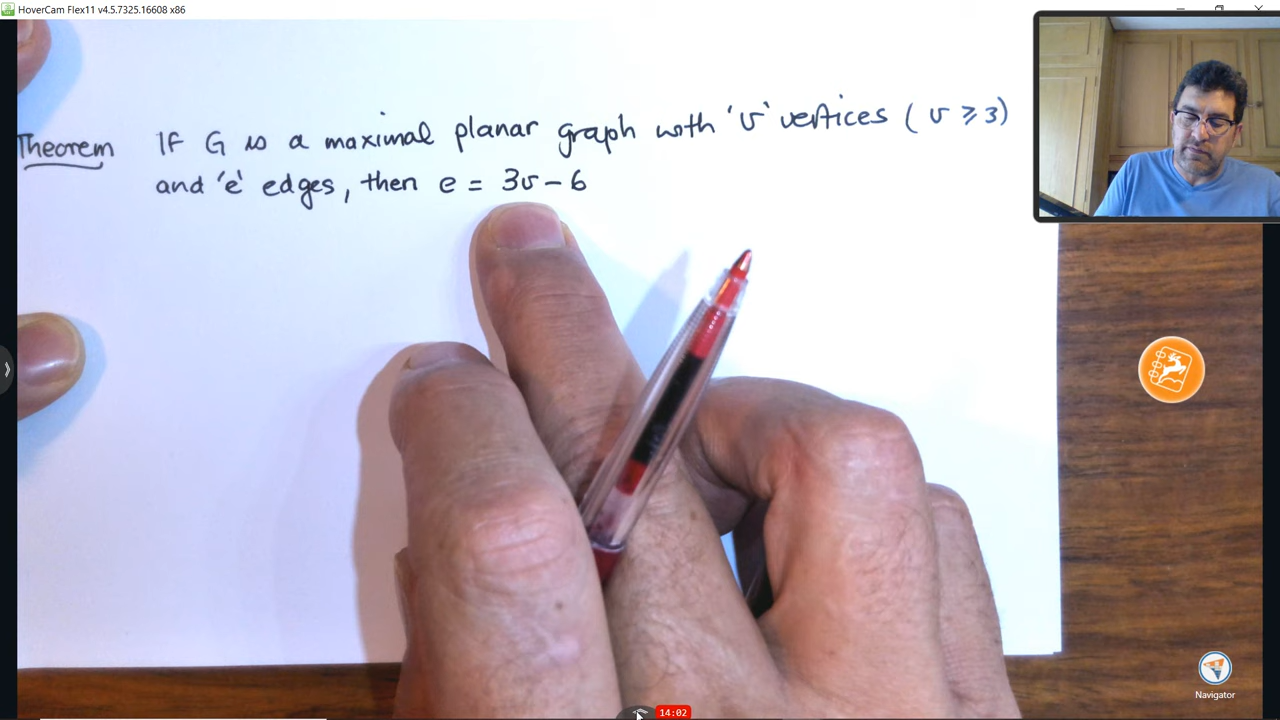 HoverCam Flex11 v4.5.7325.16608 x86
Theorem If G is a maximal planar graph with 'v' vertices ( v ⩾ 3)
and 'e' edges, then e = 3v - 6
Navigator
14:02